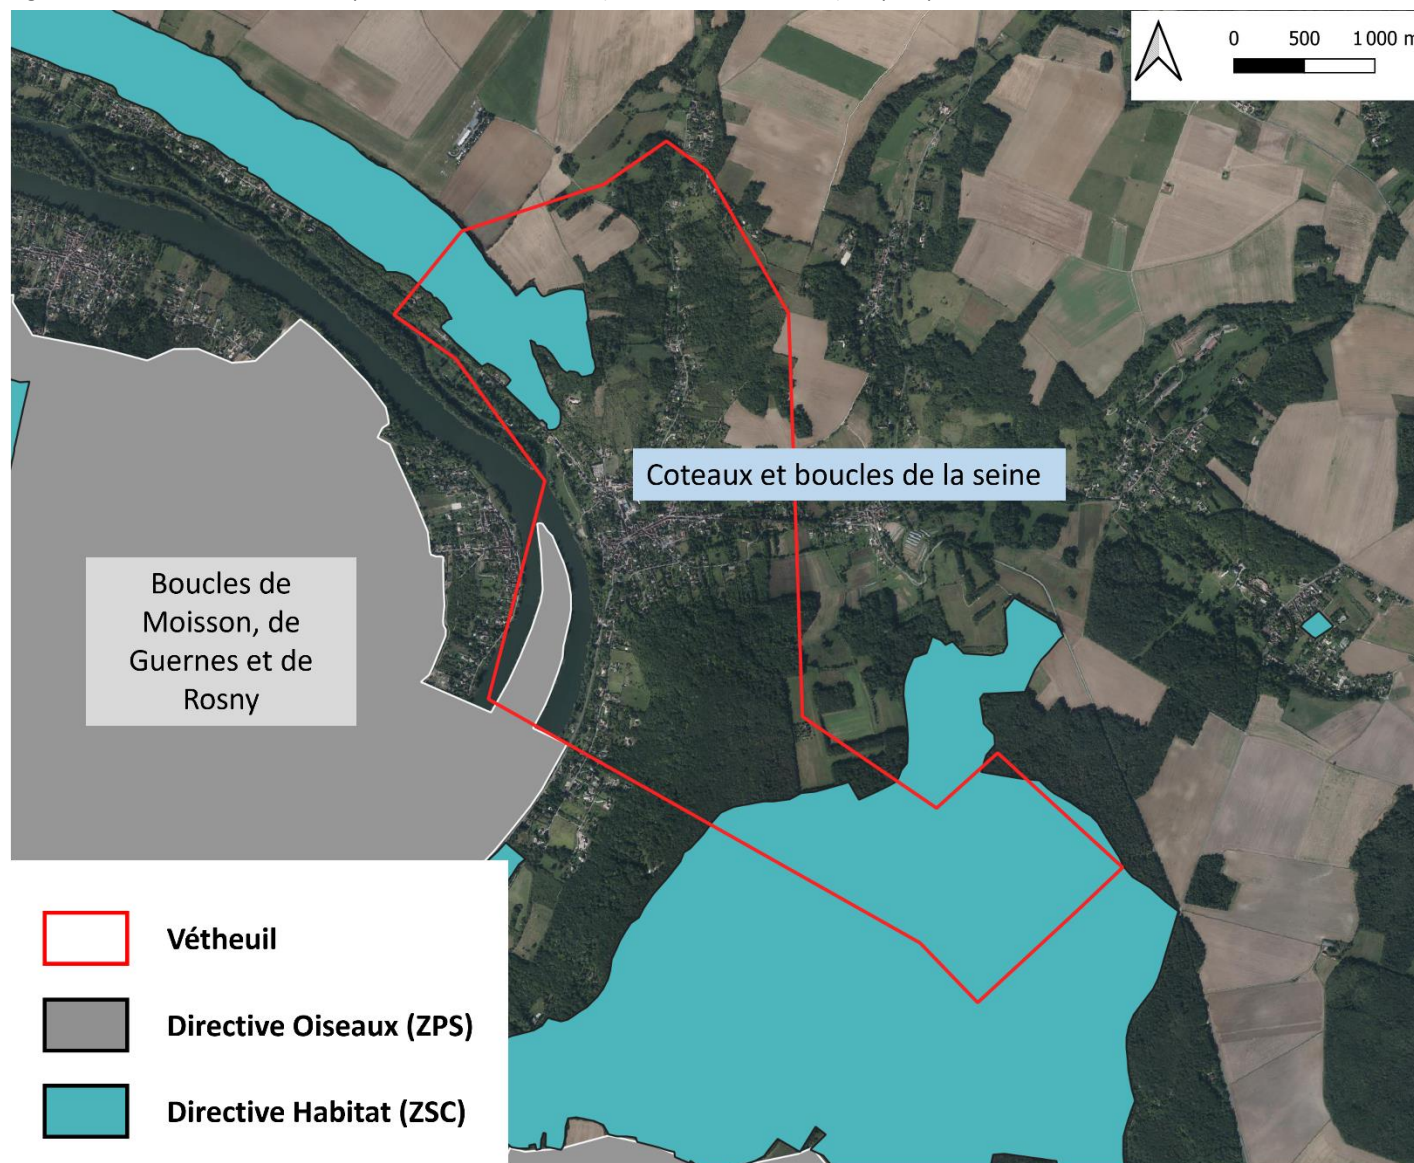 0 500 1 000 m
Coteaux et boucles de la seine
Boucles de
Moisson, de
Guernes et de
Rosny
Vétheuil
Directive Oiseaux (ZPS)
Directive Habitat (ZSC)